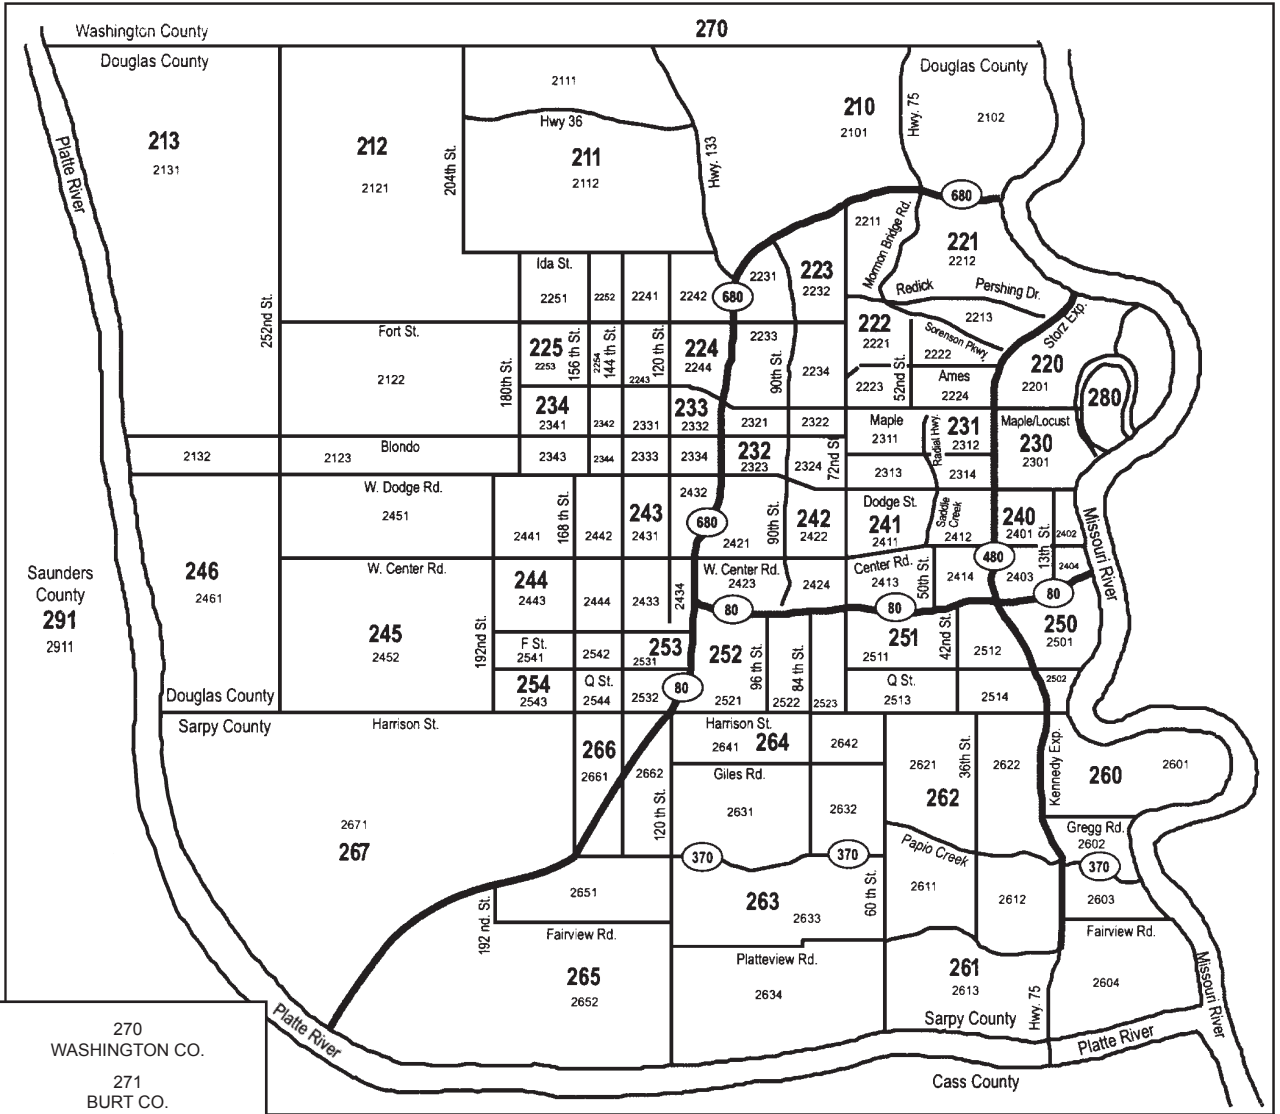 270
Washington County
Douglas County
Douglas County
2111
210
2101
Hwy. 75
2102
213
2131
Platte River
212
2121
204th St.
Hwy 36
211
2112
Hwy. 133
680
2211
Mormon Bridge Rd.
221
2212
Ida St.
2251
2252
2241
2242
680
2231
223
2232
Redick
Pershing Dr.
252nd St.
Fort St.
2122
180th St.
225
2253
156 th St.
2254
144th St.
120 th St.
2243
224
2244
2233
90th St.
2234
222
2221
52nd St.
2213
Sorenson Pkwy.
2222
Storz Exp.
220
2201
2223
Ames
2224
280
234
2341
2342
2331
233
2332
2321
2322
Maple
2311
Radial Hwy.
231
2312
Maple/Locust
230
2301
2132
2123
Blondo
2343
2344
2333
2334
232
2323
2324
72nd St.
2313
2314
W. Dodge Rd.
2451
2441
168 th St.
2442
243
2431
2432
680
2421
90th St.
242
2422
Dodge St.
241
2411
Saddle
Creek
2412
240
2401
13th St.
2402
Missouri River
480
2404
Saunders
County
291
2911
246
2461
W. Center Rd.
245
2452
192nd St.
244
2443
2444
2433
2434
W. Center Rd.
2423
2424
Center Rd.
2413
50th St.
2414
2403
80
80
80
F St.
2541
2542
253
2531
252
96 th St.
84 th St.
251
2511
42nd St.
2512
250
2501
Douglas County
254
2543
Q St.
2544
2532
80
2521
2522
2523
Q St.
2513
2514
2502
Sarpy County
Harrison St.
266
2661
2662
120 th St.
Harrison St.
2641
264
2642
2621
36th St.
2622
Kennedy Exp.
260
2601
Giles Rd.
2631
2632
262
Gregg Rd.
2602
2671
267
370
370
Papio Creek
370
2651
192 nd. St.
263
2633
60 th St.
2611
2612
2603
Fairview Rd.
Fairview Rd.
Platteview Rd.
265
2652
2634
261
2613
Hwy. 75
2604
Missouri River
Sarpy County
Platte River
Platte River
Cass County
270
WASHINGTON CO.
271
BURT CO.